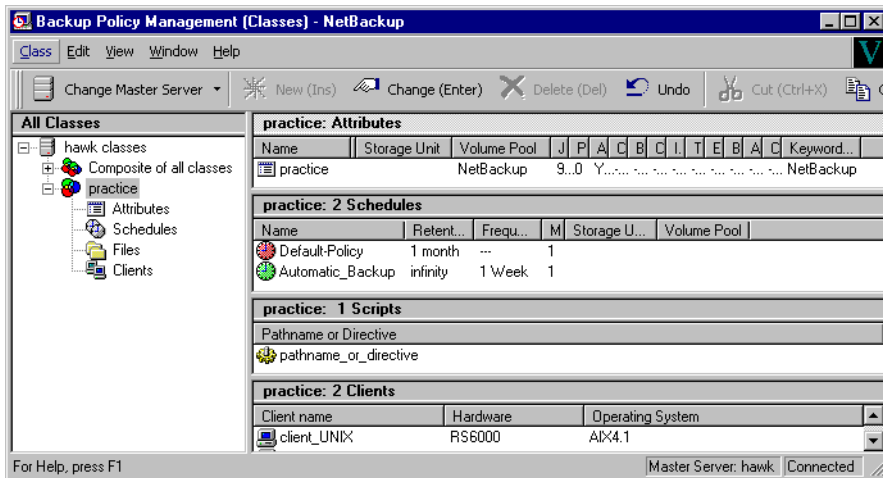 Backup Policy Management (Classes) - NetBackup
Class Edit View Window Help
Change Master Server New (Ins) Change (Enter) Delete (Del) Undo Cut (Ctrl+X) C
All Classes
hawk classes
Composite of all classes
practice
Attributes
Schedules
Files
Clients
practice: Attributes
Name Storage Unit Volume Pool J P A C B C I. T E B A C Keyword...
practice NetBackup 9...0 Y...-... -... -... -... -... -... -... -... NetBackup
practice: 2 Schedules
Name Retent... Frequ... M Storage U... Volume Pool
Default-Policy 1 month --- 1
Automatic_Backup infinity 1 Week 1
practice: 1 Scripts
Pathname or Directive
pathname_or_directive
practice: 2 Clients
Client name Hardware Operating System
client_UNIX RS6000 AIX4.1
For Help, press F1 Master Server: hawk Connected